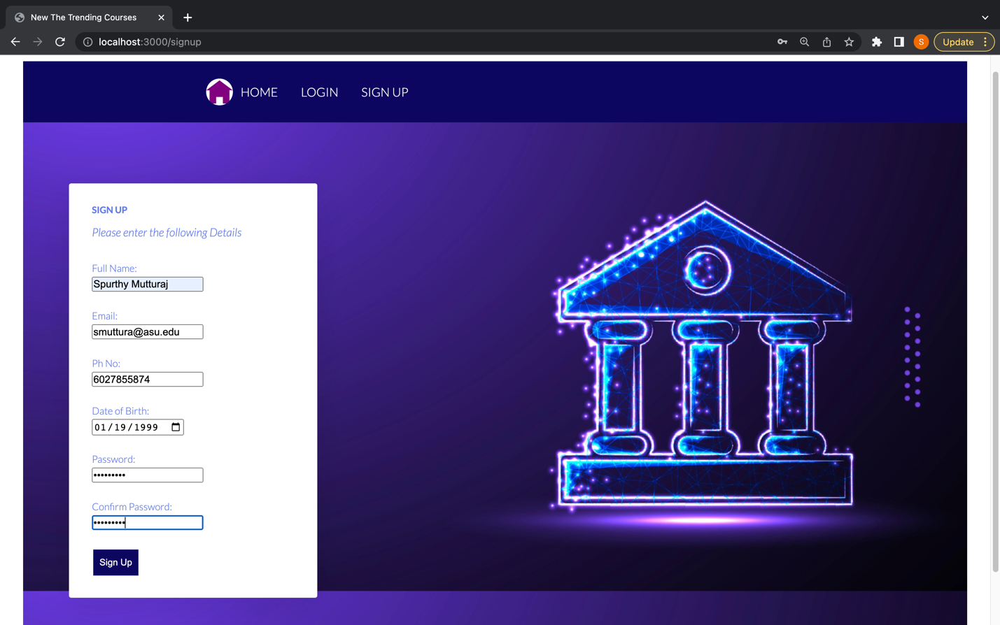 New The Trending Courses
localhost:3000/signup
S
Update
HOME LOGIN SIGN UP
SIGN UP
Please enter the following Details
Full Name:
Spurthy Mutturaj
Email:
smuttura@asu.edu
Ph No:
6027855874
Date of Birth:
01/19/1999
Password:
•••••••••
Confirm Password:
•••••••••
Sign Up